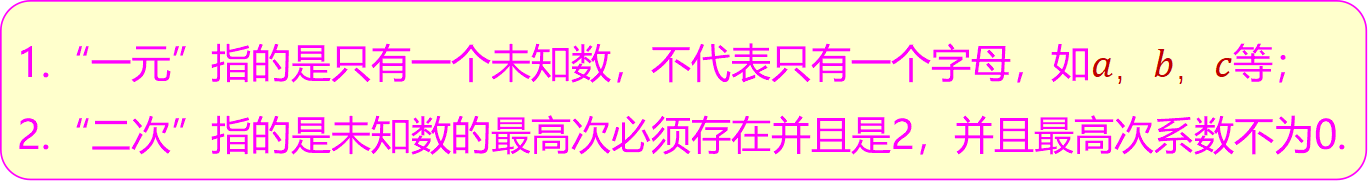 1. “一元”指的是只有一个未知数，不代表只有一个字母，如a，b，c等；
2. “二次”指的是未知数的最高次必须存在并且是2，并且最高次系数不为0.